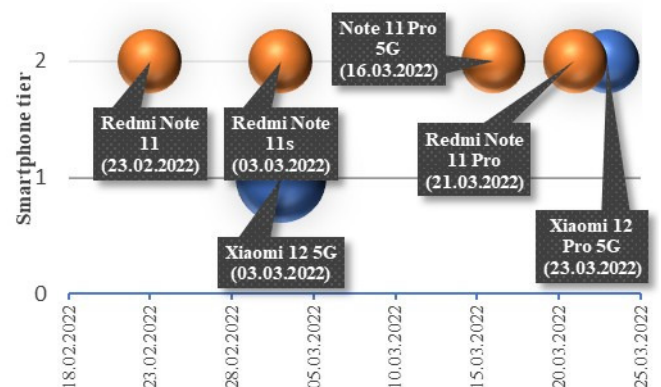 Smartphone tier
2
1
0
Redmi Note
11
(23.02.2022)
Redmi Note
11s
(03.03.2022)
Note 11 Pro
5G
(16.03.2022)
Redmi Note
11 Pro
(21.03.2022)
Xiaomi 12 5G
(03.03.2022)
Xiaomi 12
Pro 5G
(23.03.2022)
18.02.2022
23.02.2022
28.02.2022
05.03.2022
10.03.2022
15.03.2022
20.03.2022
25.03.2022